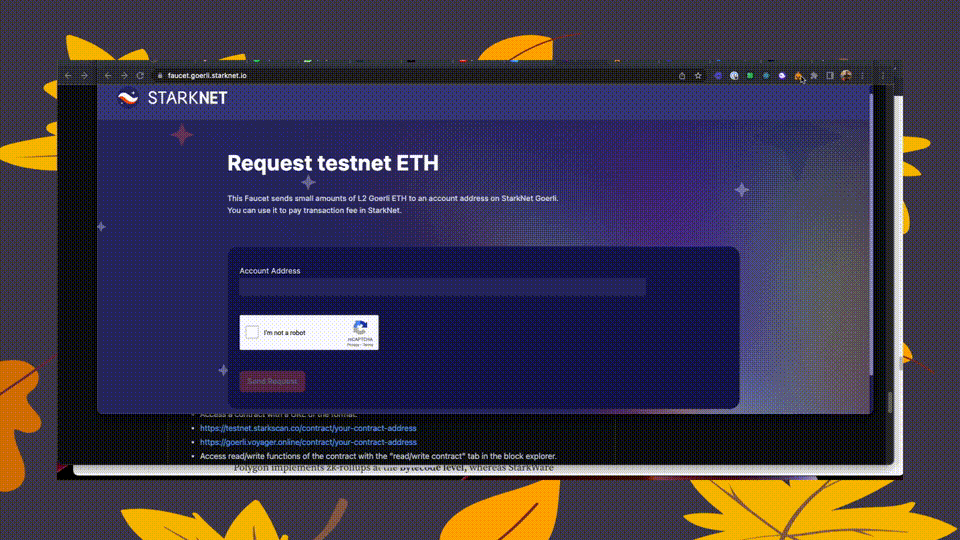 faucet.goerli.starknet.io
STARKNET
Request testnet ETH
This Faucet sends small amounts of L2 Goerli ETH to an account address on StarkNet Goerli.
You can use it to pay transaction fee in StarkNet.
Account Address
I'm not a robot
reCAPTCHA
Privacy - Terms
Send Request
Access a contract with a URL of the format:
https://testnet.starkscan.co/contract/your-contract-address
https://goerli.voyager.online/contract/your-contract-address
Access read/write functions of the contract with the "read/write contract" tab in the block explorer.
Polygon implements zk-rollups at the bytecode level, whereas StarkWare